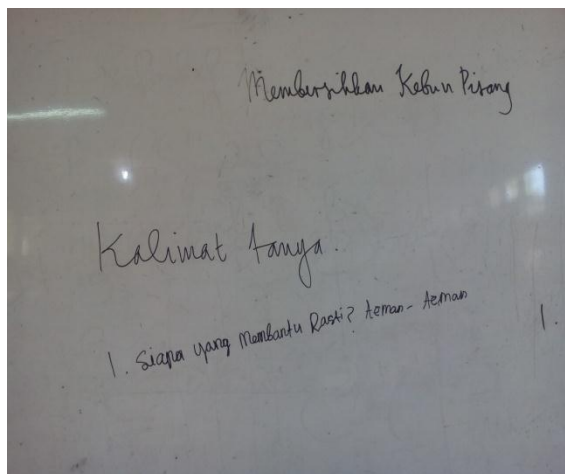 Membersihkan Kebun Pisang
Kalimat tanya.
1. Siapa yang Membantu Rasti? teman-teman
1.